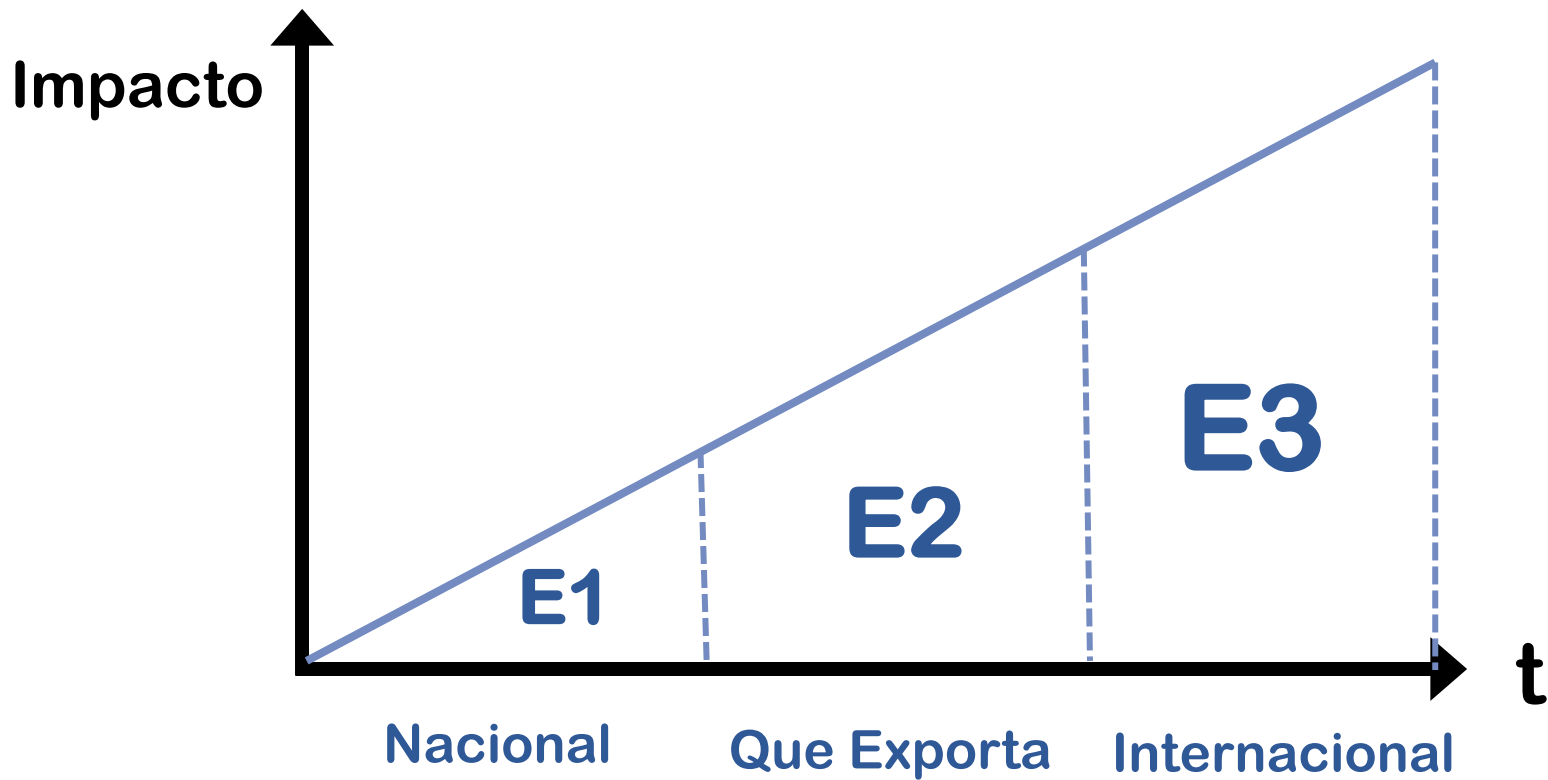 Impacto
E3
E2
E1
t
Nacional
Que Exporta
Internacional